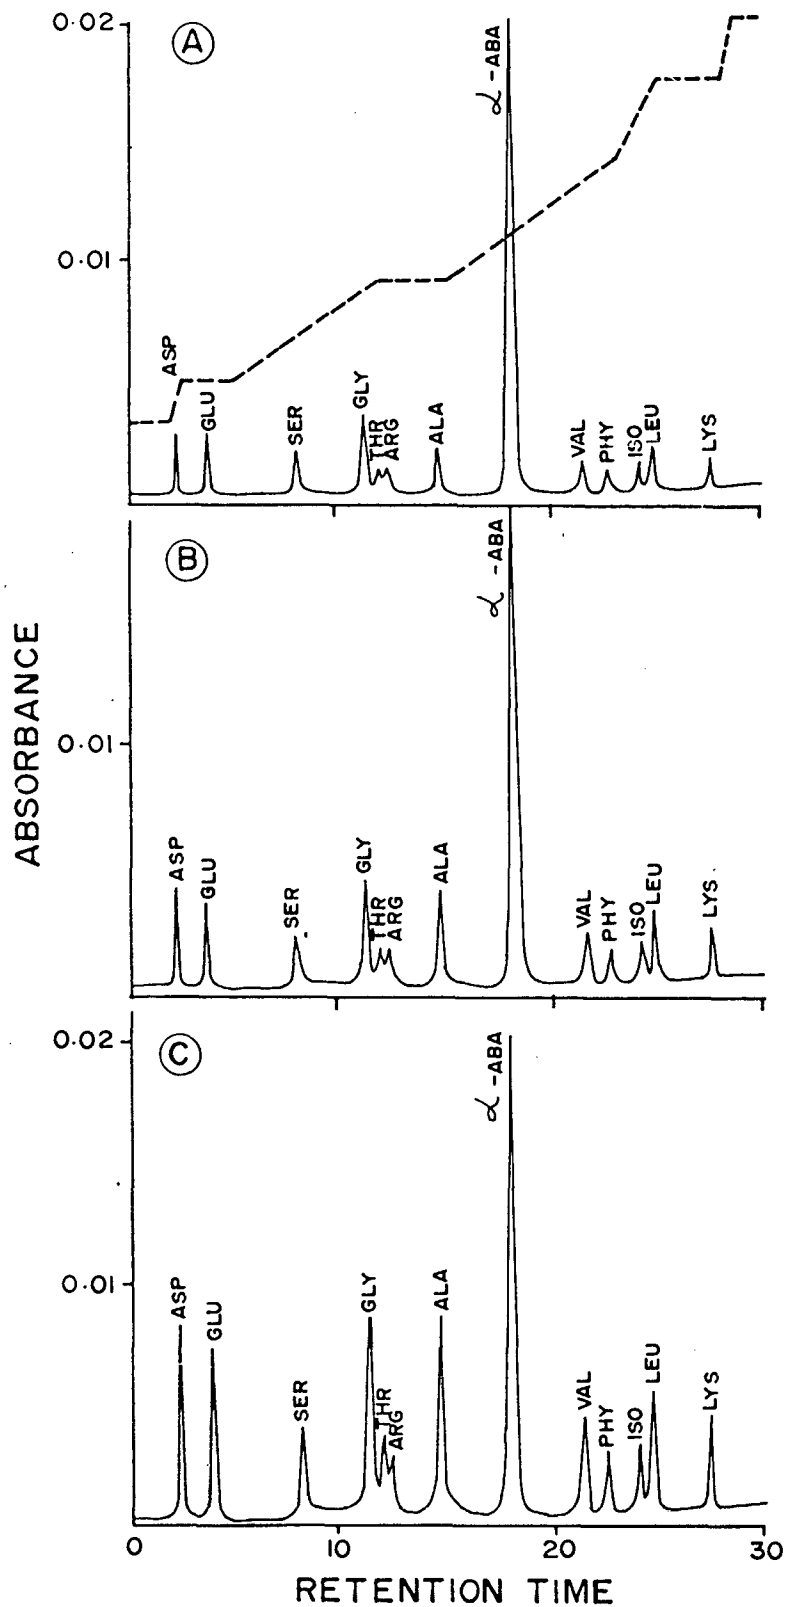 0·02
A
α-ABA
0·01
ASP
GLU
SER
GLY
THR
ARG
ALA
VAL
PHY
ISO
LEU
LYS
B
α-ABA
ABSORBANCE
0·01
ASP
GLU
SER
GLY
THR
ARG
ALA
VAL
PHY
ISO
LEU
LYS
0·02
C
α-ABA
0·01
ASP
GLU
SER
GLY
THR
ARG
ALA
VAL
PHY
ISO
LEU
LYS
0 10 20 30
RETENTION TIME